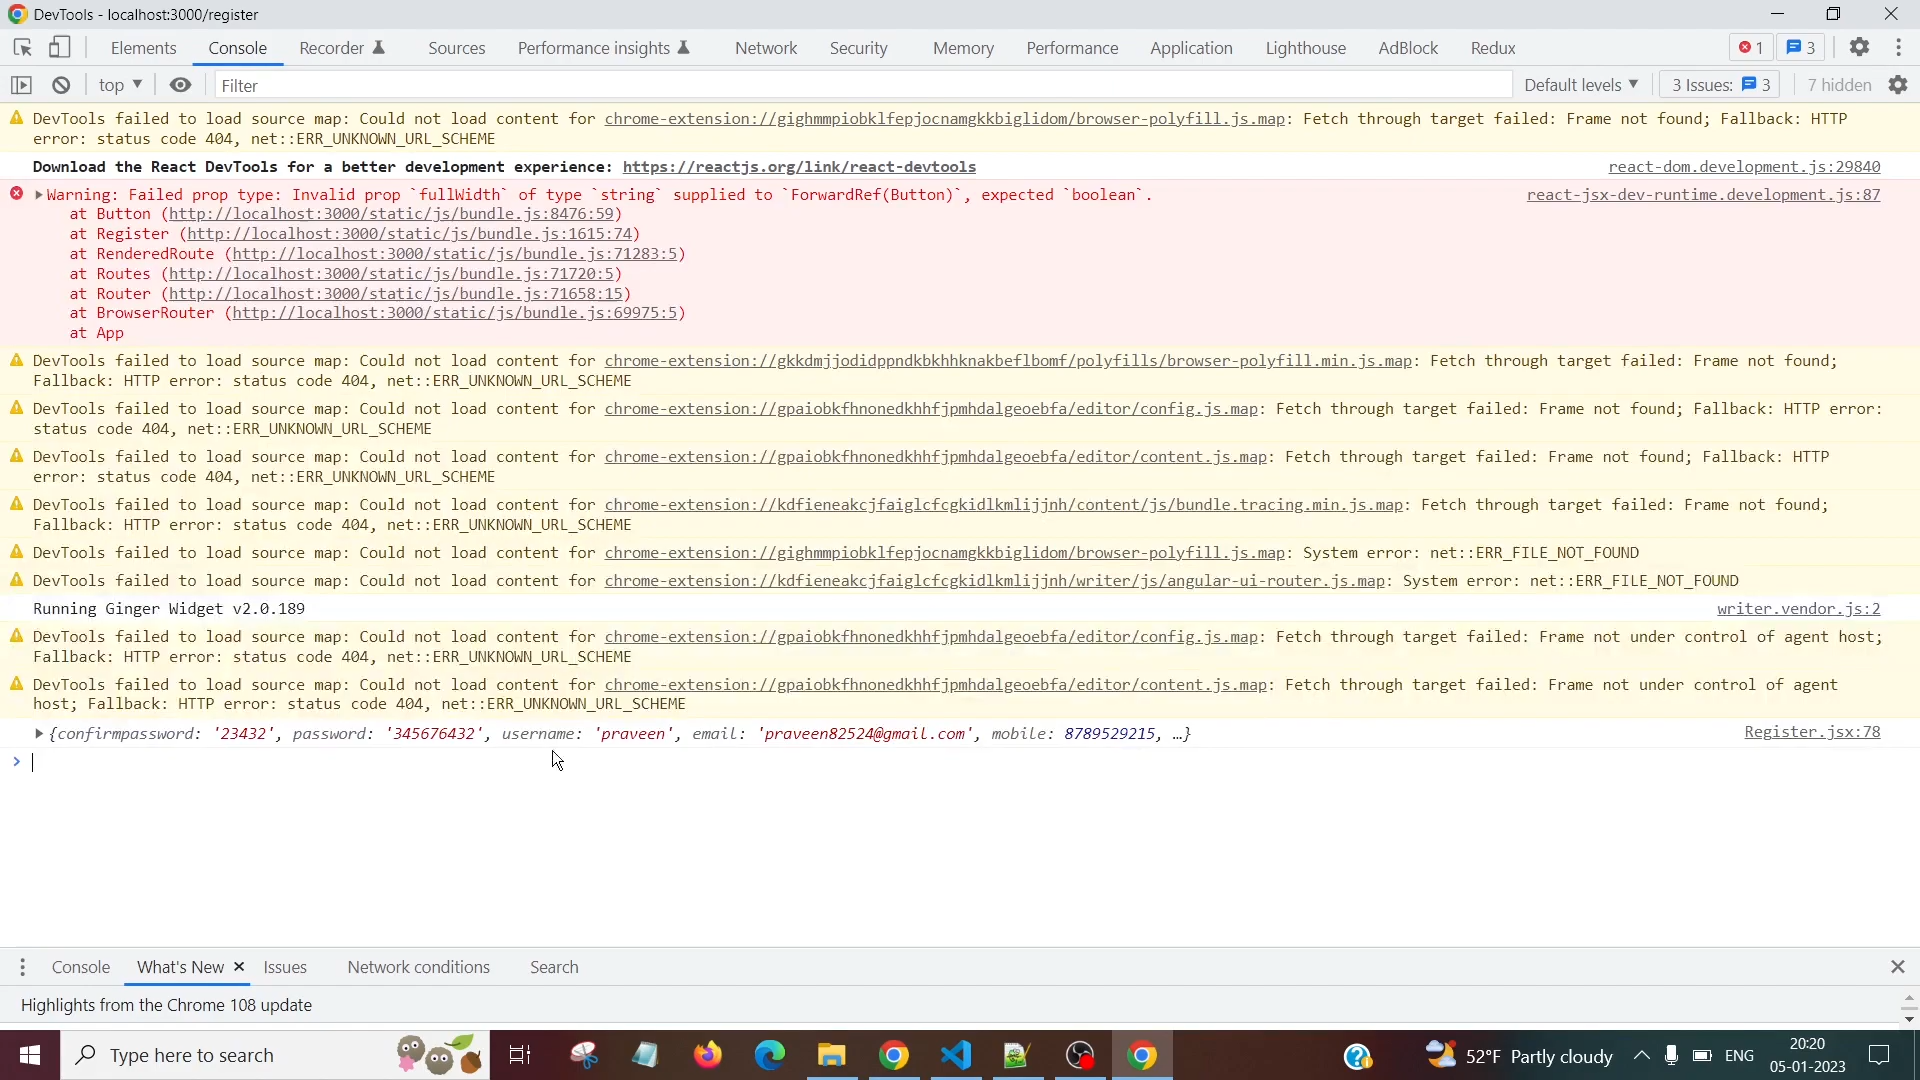 DevTools - localhost:3000/register
Elements Console Recorder Sources Performance insights Network Security Memory Performance Application Lighthouse AdBlock Redux 1 3
top Filter Default levels 3 Issues: 3 7 hidden
DevTools failed to load source map: Could not load content for chrome-extension://gighmmpiobklfepjocnamgkkbiglidom/browser-polyfill.js.map: Fetch through target failed: Frame not found; Fallback: HTTP
error: status code 404, net::ERR_UNKNOWN_URL_SCHEME
Download the React DevTools for a better development experience: https://reactjs.org/link/react-devtools react-dom.development.js:29840
Warning: Failed prop type: Invalid prop `fullWidth` of type `string` supplied to `ForwardRef(Button)`, expected `boolean`. react-jsx-dev-runtime.development.js:87
at Button (http://localhost:3000/static/js/bundle.js:8476:59)
at Register (http://localhost:3000/static/js/bundle.js:1615:74)
at RenderedRoute (http://localhost:3000/static/js/bundle.js:71283:5)
at Routes (http://localhost:3000/static/js/bundle.js:71720:5)
at Router (http://localhost:3000/static/js/bundle.js:71658:15)
at BrowserRouter (http://localhost:3000/static/js/bundle.js:69975:5)
at App
DevTools failed to load source map: Could not load content for chrome-extension://gkkdmjjodidppndkbkhhknakbeflbomf/polyfills/browser-polyfill.min.js.map: Fetch through target failed: Frame not found;
Fallback: HTTP error: status code 404, net::ERR_UNKNOWN_URL_SCHEME
DevTools failed to load source map: Could not load content for chrome-extension://gpaiobkfhnonedkhhfjpmhdalgeoebfa/editor/config.js.map: Fetch through target failed: Frame not found; Fallback: HTTP error:
status code 404, net::ERR_UNKNOWN_URL_SCHEME
DevTools failed to load source map: Could not load content for chrome-extension://gpaiobkfhnonedkhhfjpmhdalgeoebfa/editor/content.js.map: Fetch through target failed: Frame not found; Fallback: HTTP
error: status code 404, net::ERR_UNKNOWN_URL_SCHEME
DevTools failed to load source map: Could not load content for chrome-extension://kdfieneakcjfaiglcfcgkidlkmlijjnh/content/js/bundle.tracing.min.js.map: Fetch through target failed: Frame not found;
Fallback: HTTP error: status code 404, net::ERR_UNKNOWN_URL_SCHEME
DevTools failed to load source map: Could not load content for chrome-extension://gighmmpiobklfepjocnamgkkbiglidom/browser-polyfill.js.map: System error: net::ERR_FILE_NOT_FOUND
DevTools failed to load source map: Could not load content for chrome-extension://kdfieneakcjfaiglcfcgkidlkmlijjnh/writer/js/angular-ui-router.js.map: System error: net::ERR_FILE_NOT_FOUND
Running Ginger Widget v2.0.189 writer.vendor.js:2
DevTools failed to load source map: Could not load content for chrome-extension://gpaiobkfhnonedkhhfjpmhdalgeoebfa/editor/config.js.map: Fetch through target failed: Frame not under control of agent host;
Fallback: HTTP error: status code 404, net::ERR_UNKNOWN_URL_SCHEME
DevTools failed to load source map: Could not load content for chrome-extension://gpaiobkfhnonedkhhfjpmhdalgeoebfa/editor/content.js.map: Fetch through target failed: Frame not under control of agent
host; Fallback: HTTP error: status code 404, net::ERR_UNKNOWN_URL_SCHEME
{confirmpassword: '23432', password: '345676432', username: 'praveen', email: 'praveen82524@gmail.com', mobile: 8789529215, …} Register.jsx:78
Console What's New Issues Network conditions Search
Highlights from the Chrome 108 update
Type here to search 52°F Partly cloudy ENG 20:20
05-01-2023